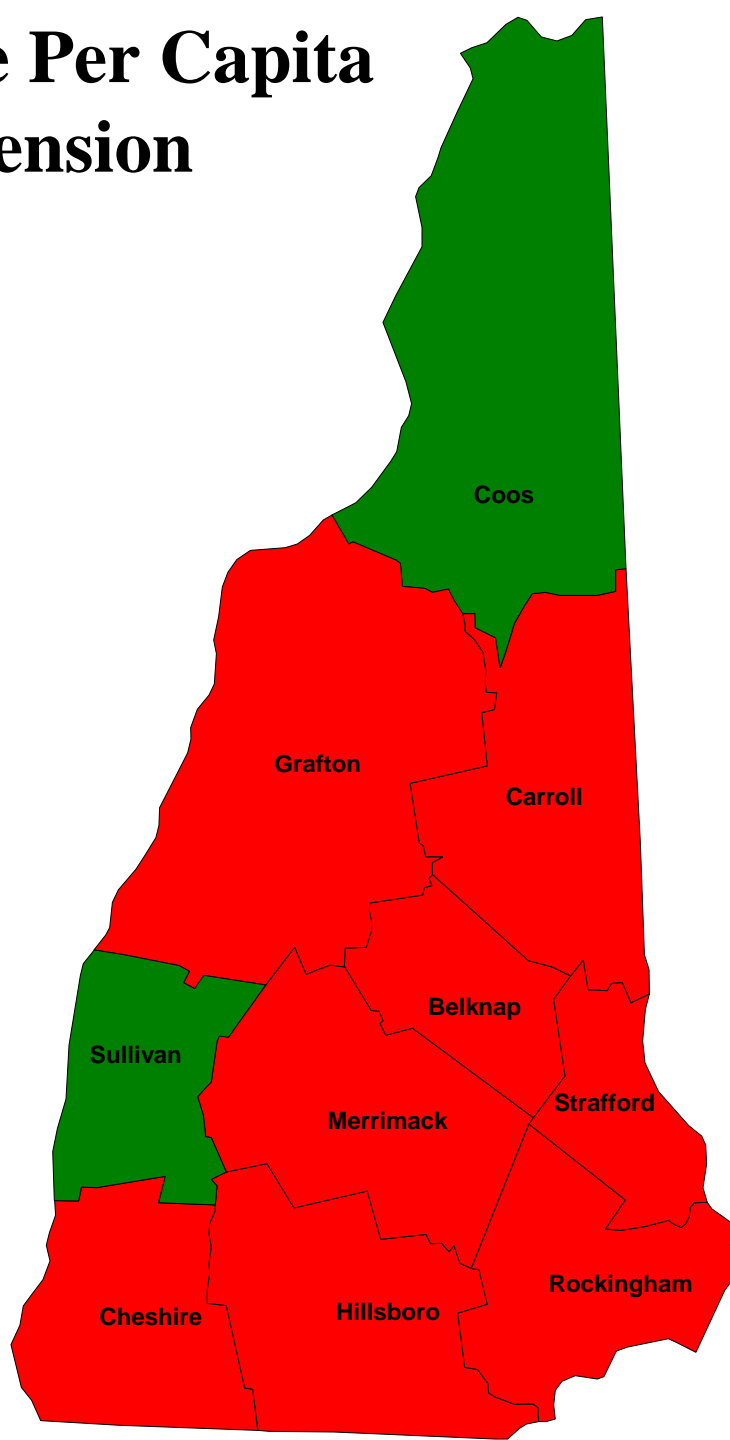 e Per Capita
ension
Coos
Grafton
Carroll
Belknap
Sullivan
Strafford
Merrimack
Rockingham
Hillsboro
Cheshire